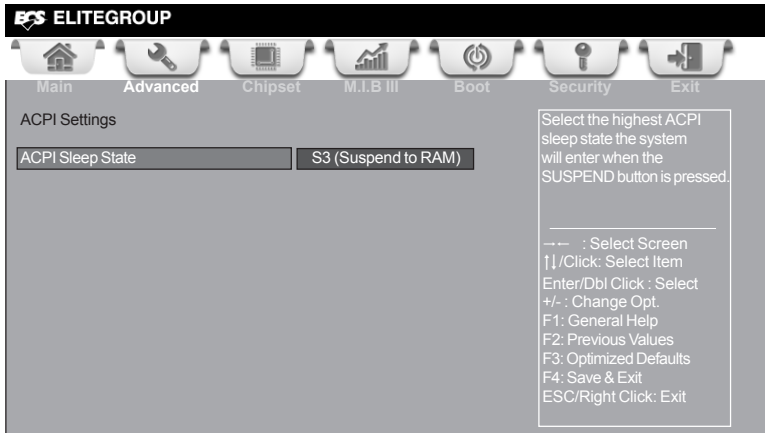 ECS ELITEGROUP
Main Advanced Chipset M.I.B III Boot Security Exit
ACPI Settings
ACPI Sleep State S3 (Suspend to RAM)
Select the highest ACPI
sleep state the system
will enter when the
SUSPEND button is pressed.
→← : Select Screen
↑↓/Click: Select Item
Enter/Dbl Click : Select
+/- : Change Opt.
F1: General Help
F2: Previous Values
F3: Optimized Defaults
F4: Save & Exit
ESC/Right Click: Exit